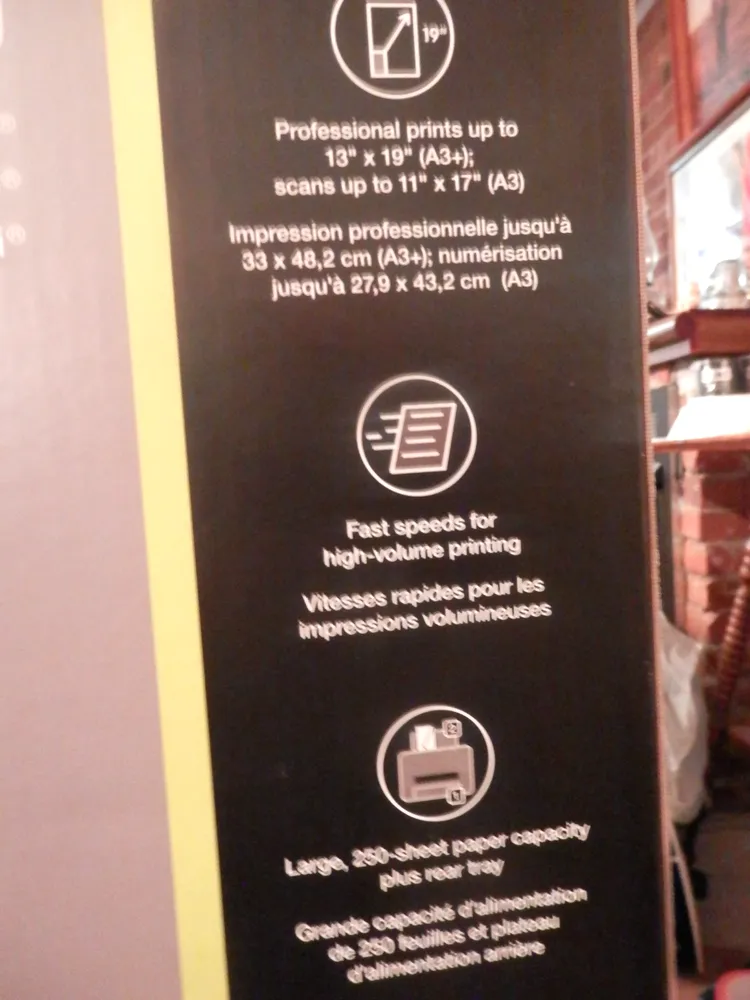 19"
Professional prints up to
13" x 19" (A3+);
scans up to 11" x 17" (A3)
Impression professionnelle jusqu'à
33 x 48,2 cm (A3+); numérisation
jusqu'à 27,9 x 43,2 cm (A3)
Fast speeds for
high-volume printing
Vitesses rapides pour les
impressions volumineuses
2
1
Large, 250-sheet paper capacity
plus rear tray
Grande capacité d'alimentation
de 250 feuilles et plateau
d'alimentation arrière